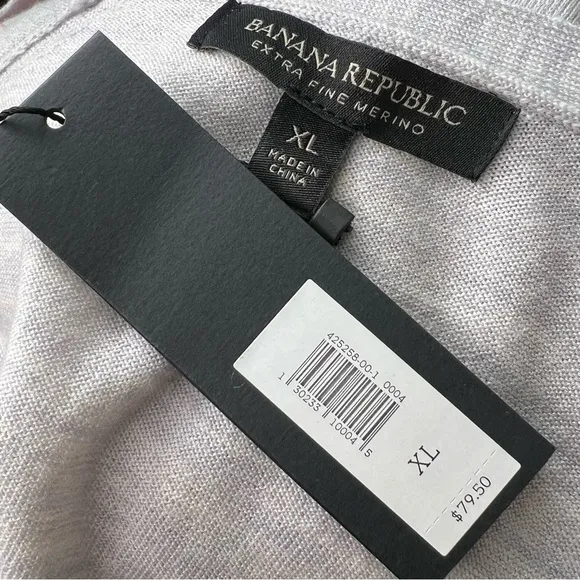 BANANA REPUBLIC
EXTRA FINE MERINO
XL
MADE IN
CHINA
425258-00-1 0004
1 30233 10004 5
XL
$79.50